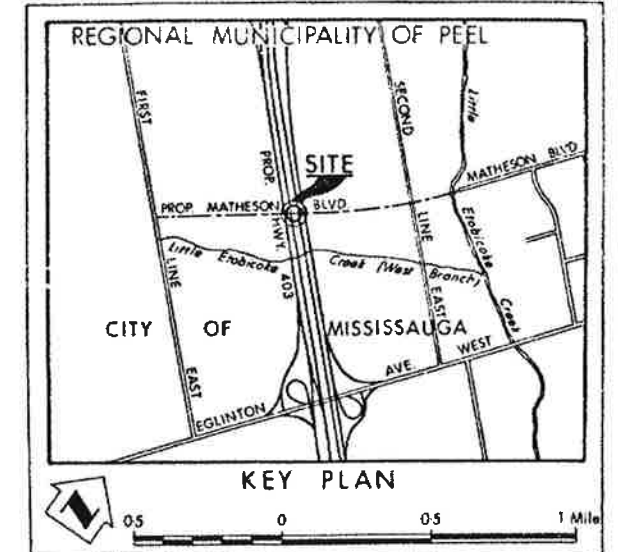 REGIONAL MUNICIPALITY OF PEEL
FIRST
SECOND
Little
PROP.
SITE
MATHESON BLVD
PROP MATHESON BLVD.
HWY.
LINE
Etobicoke
Little Etobicoke Creek (West Branch)
LINE
403
EAST
Creek
CITY OF MISSISSAUGA
EAST
AVE. WEST
EGLINTON
KEY PLAN
0·5 0 0·5 1 Mile